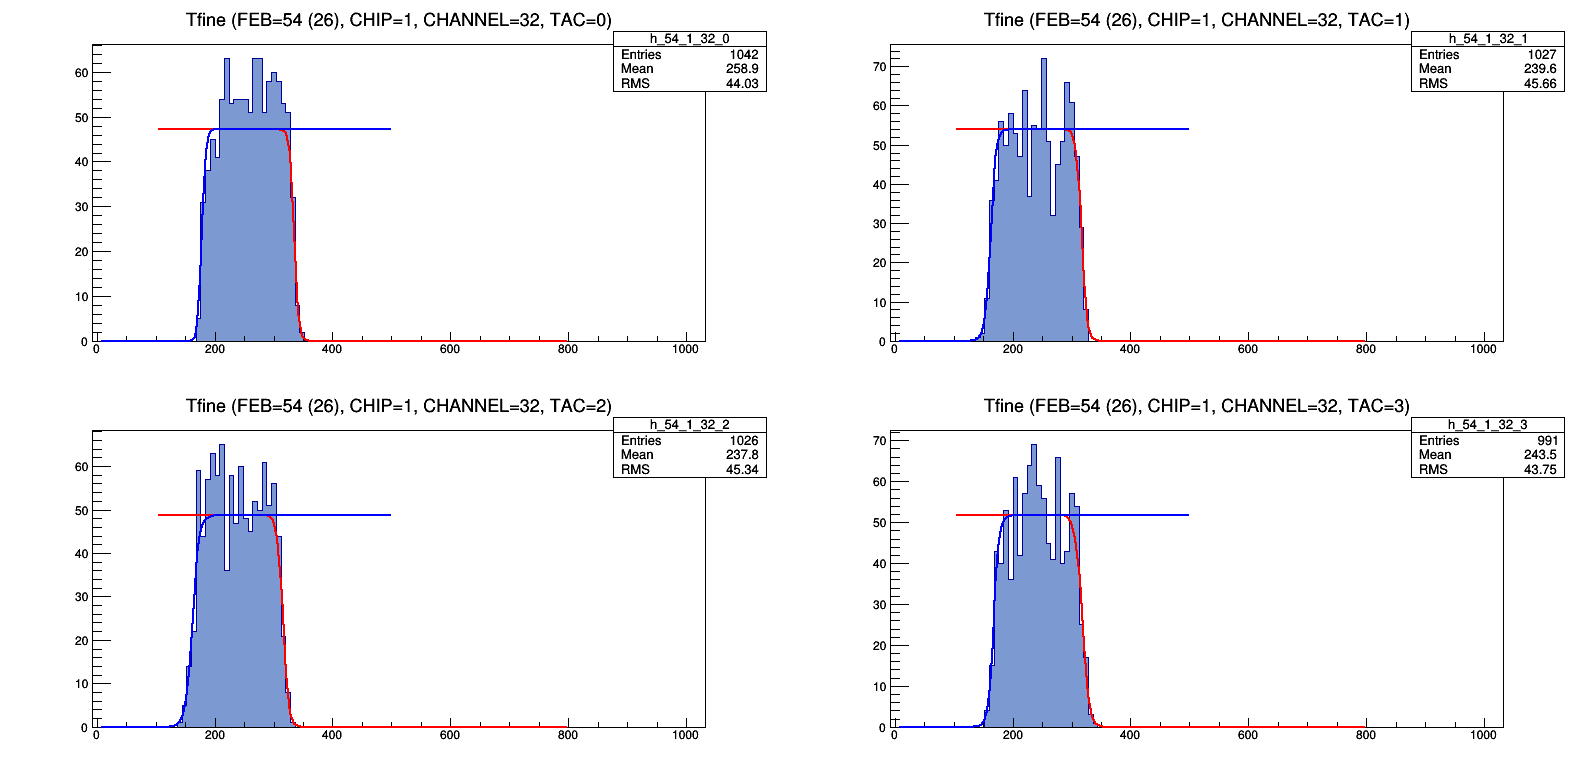 Tfine (FEB=54 (26), CHIP=1, CHANNEL=32, TAC=0)
h_54_1_32_0
Entries 1042
Mean 258.9
RMS 44.03
60
50
40
30
20
10
0
0 200 400 600 800 1000
Tfine (FEB=54 (26), CHIP=1, CHANNEL=32, TAC=1)
h_54_1_32_1
Entries 1027
Mean 239.6
RMS 45.66
70
60
50
40
30
20
10
0
0 200 400 600 800 1000
Tfine (FEB=54 (26), CHIP=1, CHANNEL=32, TAC=2)
h_54_1_32_2
Entries 1026
Mean 237.8
RMS 45.34
60
50
40
30
20
10
0
0 200 400 600 800 1000
Tfine (FEB=54 (26), CHIP=1, CHANNEL=32, TAC=3)
h_54_1_32_3
Entries 991
Mean 243.5
RMS 43.75
70
60
50
40
30
20
10
0
0 200 400 600 800 1000